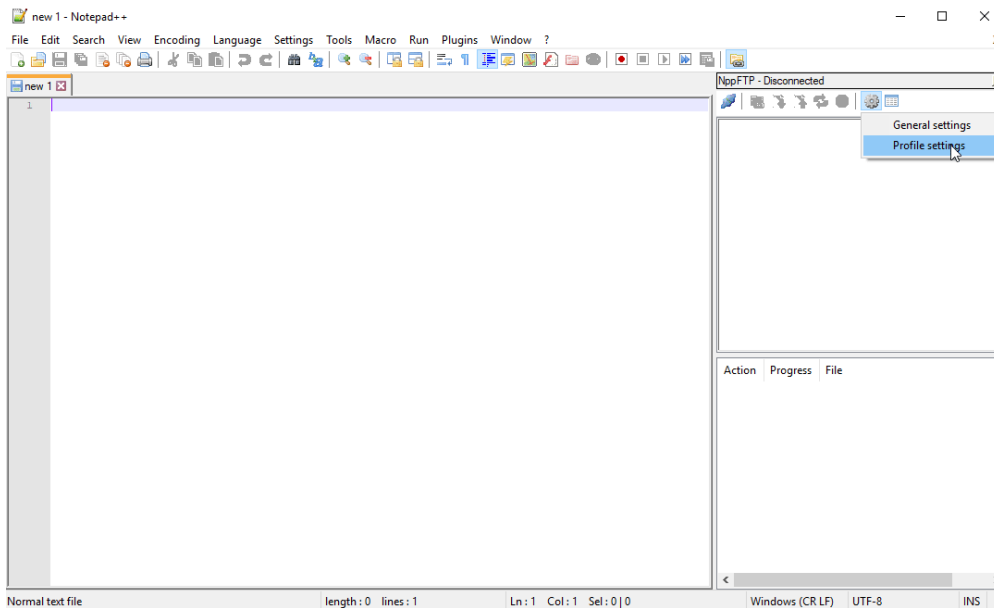 new 1 - Notepad++
File Edit Search View Encoding Language Settings Tools Macro Run Plugins Window ?
new 1
NppFTP - Disconnected
1
General settings
Profile settings
Action Progress File
Normal text file length : 0 lines : 1 Ln : 1 Col : 1 Sel : 0 | 0 Windows (CR LF) UTF-8 INS